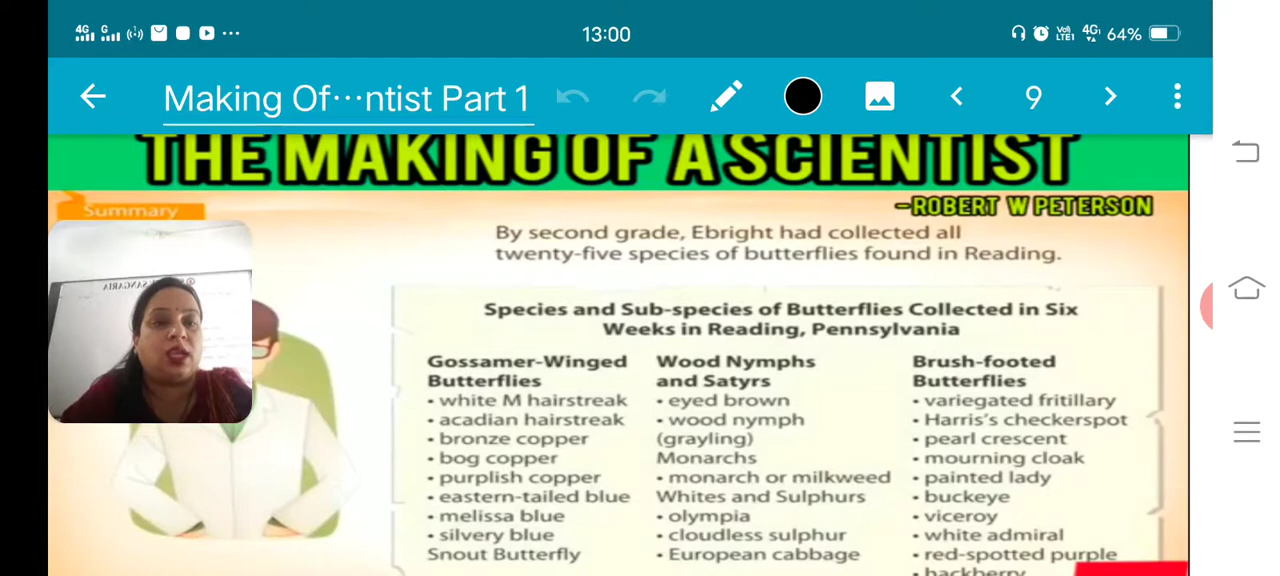 4G G 13:00 Vo) LTE1 4G 64%
Making Of···ntist Part 1 9
THE MAKING OF A SCIENTIST
-ROBERT W PETERSON
Summary
By second grade, Ebright had collected all
twenty-five species of butterflies found in Reading.
Species and Sub-species of Butterflies Collected in Six
Weeks in Reading, Pennsylvania
Gossamer-Winged
Butterflies
• white M hairstreak
• acadian hairstreak
• bronze copper
• bog copper
• purplish copper
• eastern-tailed blue
• melissa blue
• silvery blue
Snout Butterfly
Wood Nymphs
and Satyrs
• eyed brown
• wood nymph
(grayling)
Monarchs
• monarch or milkweed
Whites and Sulphurs
• olympia
• cloudless sulphur
• European cabbage
Brush-footed
Butterflies
• variegated fritillary
• Harris's checkerspot
• pearl crescent
• mourning cloak
• painted lady
• buckeye
• viceroy
• white admiral
• red-spotted purple
• hackberry